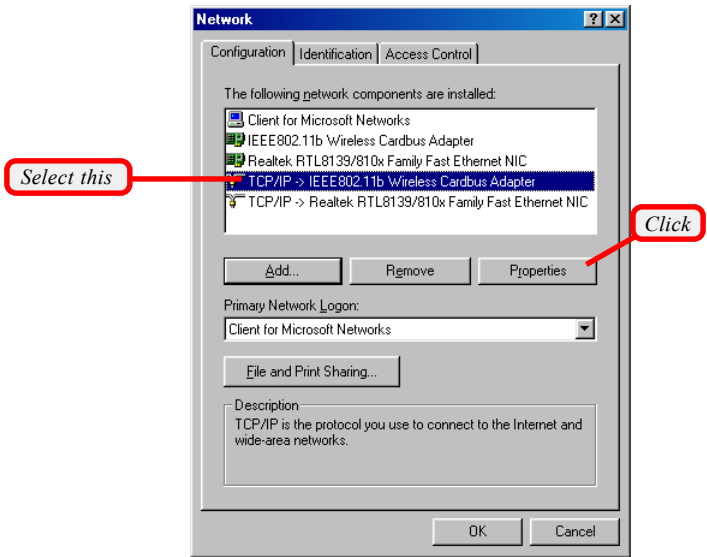 Network
Configuration Identification Access Control
The following network components are installed:
Client for Microsoft Networks
IEEE802.11b Wireless Cardbus Adapter
Realtek RTL8139/810x Family Fast Ethernet NIC
Select this
TCP/IP -> IEEE802.11b Wireless Cardbus Adapter
TCP/IP -> Realtek RTL8139/810x Family Fast Ethernet NIC
Click
Add... Remove Properties
Primary Network Logon:
Client for Microsoft Networks
File and Print Sharing...
Description
TCP/IP is the protocol you use to connect to the Internet and
wide-area networks.
OK Cancel